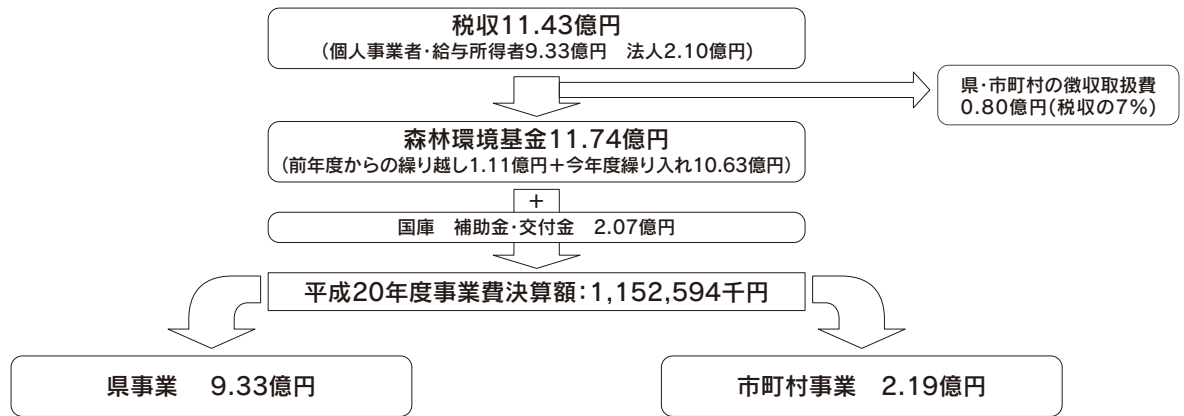 税収11.43億円
(個人事業者・給与所得者9.33億円　法人2.10億円)
県・市町村の徴収取扱費
0.80億円(税収の7%)
森林環境基金11.74億円
(前年度からの繰り越し1.11億円＋今年度繰り入れ10.63億円)
＋
国庫　補助金・交付金　2.07億円
平成20年度事業費決算額：1,152,594千円
県事業　9.33億円
市町村事業　2.19億円